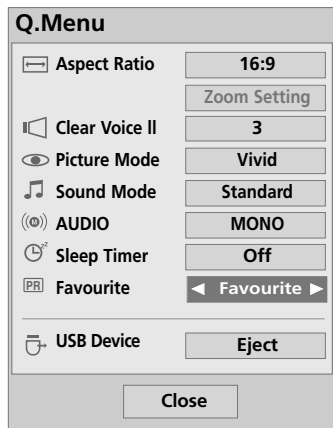 Q.Menu
Aspect Ratio 16:9
Zoom Setting
Clear Voice ll 3
Picture Mode Vivid
Sound Mode Standard
AUDIO MONO
Sleep Timer Off
PR Favourite ◄ Favourite ►
USB Device Eject
Close